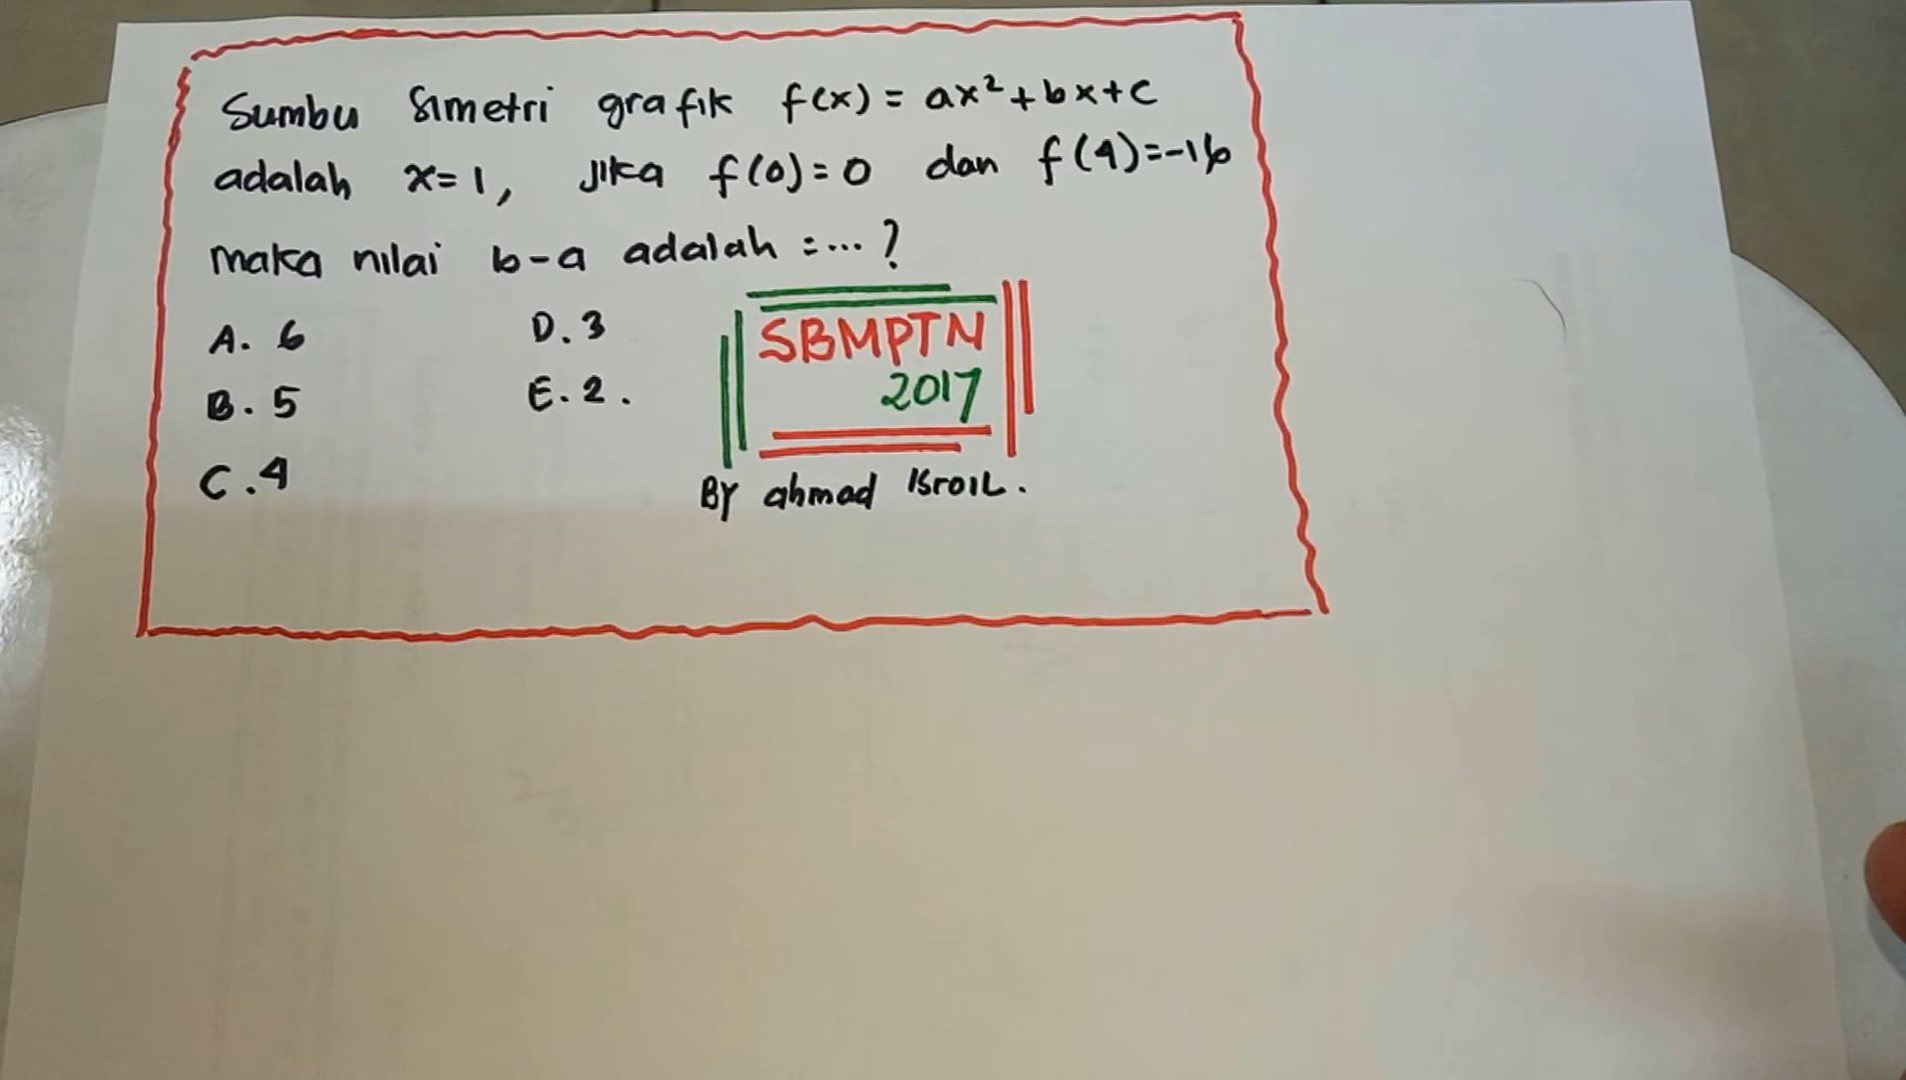 Sumbu Simetri grafik f(x) = ax²+bx+c
adalah x=1, Jika f(0)=0 dan f(4)=-16
maka nilai b-a adalah =...?
A. 6
B. 5
C. 4
D. 3
E. 2.
SBMPTN
2017
By ahmad Isroil.